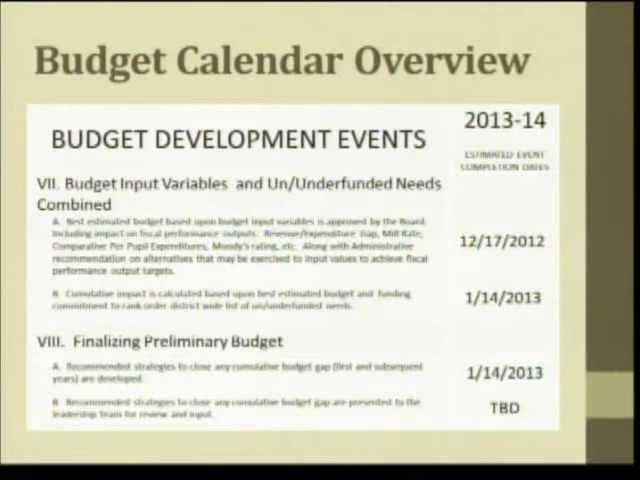 Budget Calendar Overview
2013-14
BUDGET DEVELOPMENT EVENTS
ESTIMATED EVENT
COMPLETION DATES
VII. Budget Input Variables and Un/Underfunded Needs
Combined
A. Best estimated budget based upon budget input variables is approved by the Board.
Including impact on fiscal performance outputs. Revenue/Expenditure Gap, Mill Rate,
Comparative Per Pupil Expenditures, Moody's rating, etc. Along with Administrative
recommendation on alternatives that may be exercised to input values to achieve fiscal
performance output targets.
12/17/2012
B. Cumulative impact is calculated based upon best estimated budget and funding
commitment to rank order district wide list of un/underfunded needs.
1/14/2013
VIII. Finalizing Preliminary Budget
A. Recommended strategies to close any cumulative budget gap (first and subsequent
years) are developed.
1/14/2013
B. Recommended strategies to close any cumulative budget gap are presented to the
leadership team for review and input.
TBD